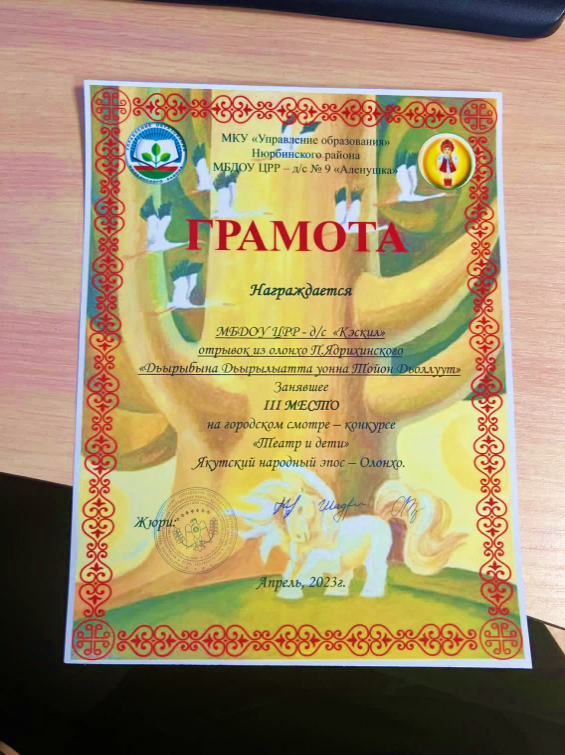 МКУ «Управление образования»
Нюрбинского района
МБДОУ ЦРР – д/с № 9 «Аленушка»
ГРАМОТА
Награждается
МБДОУ ЦРР - д/с «Кэскил»
отрывок из олонхо П.Ядрихинского
«Дьырыбына Дьырылыатта уонна Тойон Дьоллуут»
Занявшее
III МЕСТО
на городском смотре – конкурсе
«Театр и дети»
Якутский народный эпос – Олонхо.
Жюри:
Апрель, 2023г.